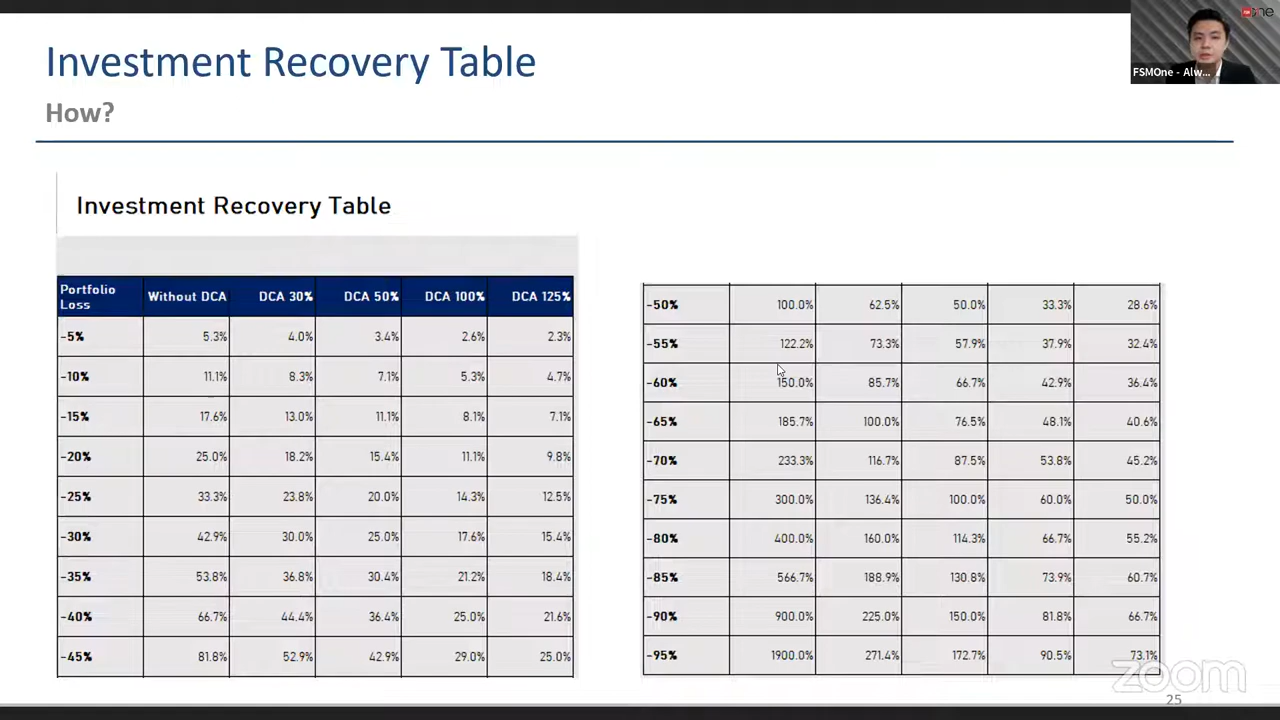 Investment Recovery Table
How?
FSMOne - Alw...
Investment Recovery Table
Portfolio Loss Without DCA DCA 30% DCA 50% DCA 100% DCA 125%
-5% 5.3% 4.0% 3.4% 2.6% 2.3%
-10% 11.1% 8.3% 7.1% 5.3% 4.7%
-15% 17.6% 13.0% 11.1% 8.1% 7.1%
-20% 25.0% 18.2% 15.4% 11.1% 9.8%
-25% 33.3% 23.8% 20.0% 14.3% 12.5%
-30% 42.9% 30.0% 25.0% 17.6% 15.4%
-35% 53.8% 36.8% 30.4% 21.2% 18.4%
-40% 66.7% 44.4% 36.4% 25.0% 21.6%
-45% 81.8% 52.9% 42.9% 29.0% 25.0%
-50% 100.0% 62.5% 50.0% 33.3% 28.6%
-55% 122.2% 73.3% 57.9% 37.9% 32.4%
-60% 150.0% 85.7% 66.7% 42.9% 36.4%
-65% 185.7% 100.0% 76.5% 48.1% 40.6%
-70% 233.3% 116.7% 87.5% 53.8% 45.2%
-75% 300.0% 136.4% 100.0% 60.0% 50.0%
-80% 400.0% 160.0% 114.3% 66.7% 55.2%
-85% 566.7% 188.9% 130.8% 73.9% 60.7%
-90% 900.0% 225.0% 150.0% 81.8% 66.7%
-95% 1900.0% 271.4% 172.7% 90.5% 73.1%
zoom
25